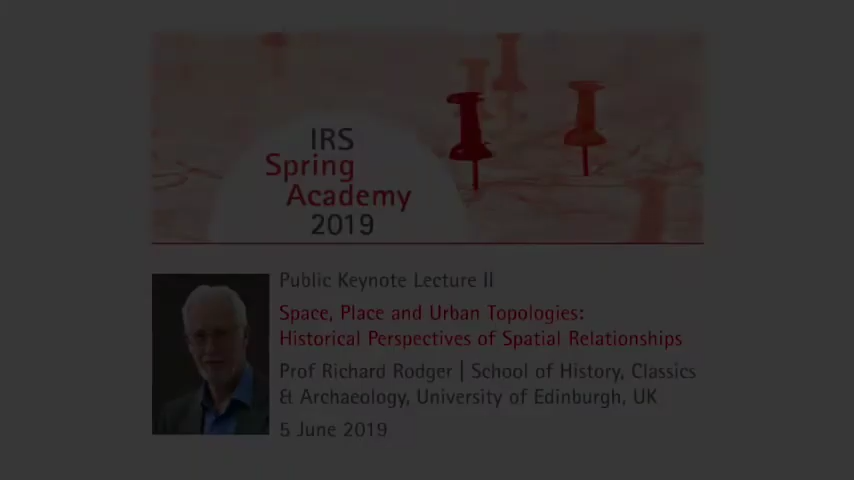 IRS
Spring
Academy
2019
Public Keynote Lecture II
Space, Place and Urban Topologies:
Historical Perspectives of Spatial Relationships
Prof Richard Rodger | School of History, Classics
& Archaeology, University of Edinburgh, UK
5 June 2019